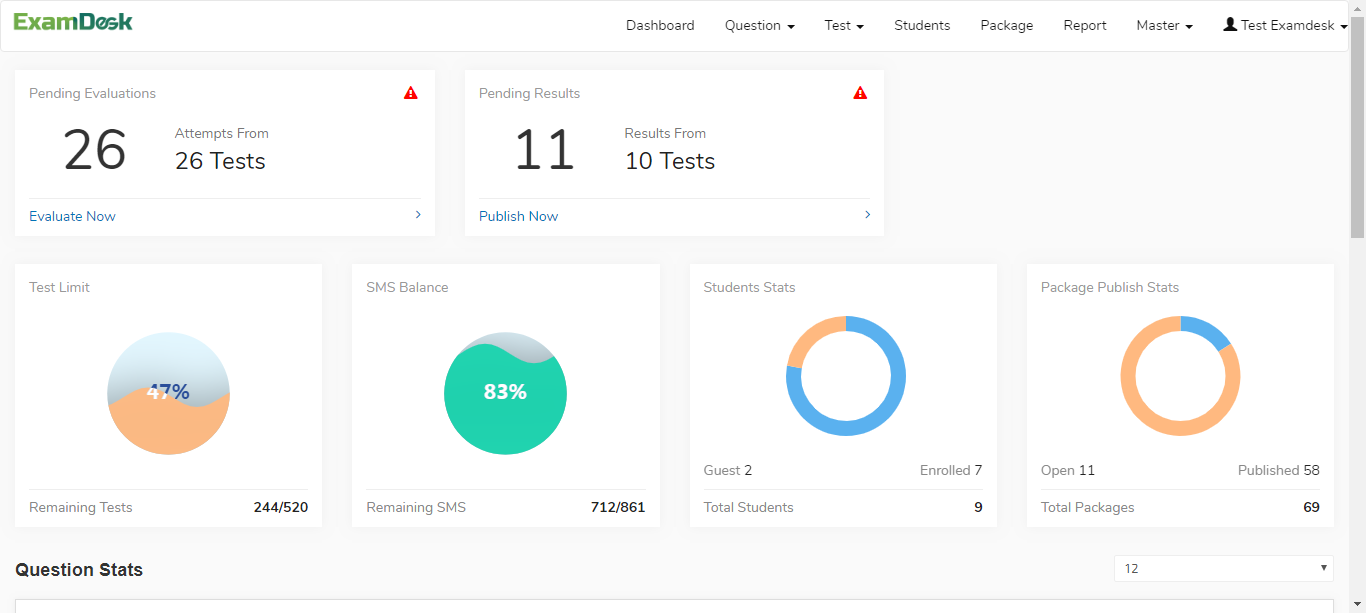 ExamDesk
Dashboard Question Test Students Package Report Master Test Examdesk
Pending Evaluations
26
Attempts From
26 Tests
Evaluate Now
Pending Results
11
Results From
10 Tests
Publish Now
Test Limit
47%
Remaining Tests 244/520
SMS Balance
83%
Remaining SMS 712/861
Students Stats
Guest 2 Enrolled 7
Total Students 9
Package Publish Stats
Open 11 Published 58
Total Packages 69
Question Stats
12